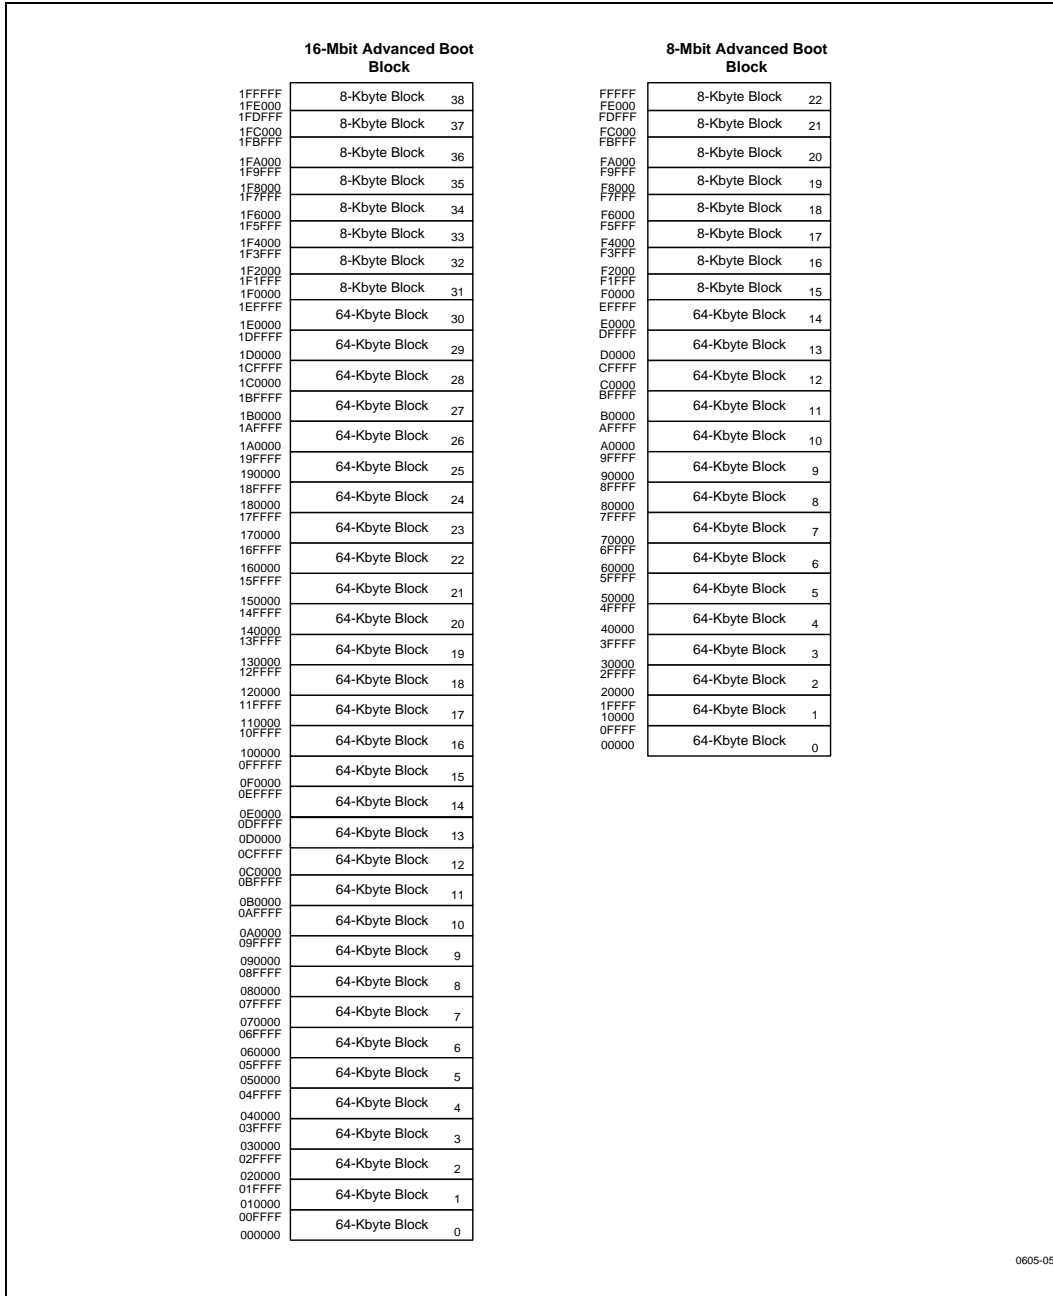 16-Mbit Advanced Boot
Block
1FFFFF
8-Kbyte Block 38
1FE000
1FDFFF
8-Kbyte Block 37
1FC000
1FBFFF
8-Kbyte Block 36
1FA000
1F9FFF
8-Kbyte Block 35
1F8000
1F7FFF
8-Kbyte Block 34
1F6000
1F5FFF
8-Kbyte Block 33
1F4000
1F3FFF
8-Kbyte Block 32
1F2000
1F1FFF
8-Kbyte Block 31
1F0000
1EFFFF
64-Kbyte Block 30
1E0000
1DFFFF
64-Kbyte Block 29
1D0000
1CFFFF
64-Kbyte Block 28
1C0000
1BFFFF
64-Kbyte Block 27
1B0000
1AFFFF
64-Kbyte Block 26
1A0000
19FFFF
64-Kbyte Block 25
190000
18FFFF
64-Kbyte Block 24
180000
17FFFF
64-Kbyte Block 23
170000
16FFFF
64-Kbyte Block 22
160000
15FFFF
64-Kbyte Block 21
150000
14FFFF
64-Kbyte Block 20
140000
13FFFF
64-Kbyte Block 19
130000
12FFFF
64-Kbyte Block 18
120000
11FFFF
64-Kbyte Block 17
110000
10FFFF
64-Kbyte Block 16
100000
0FFFFF
64-Kbyte Block 15
0F0000
0EFFFF
64-Kbyte Block 14
0E0000
0DFFFF
64-Kbyte Block 13
0D0000
0CFFFF
64-Kbyte Block 12
0C0000
0BFFFF
64-Kbyte Block 11
0B0000
0AFFFF
64-Kbyte Block 10
0A0000
09FFFF
64-Kbyte Block 9
090000
08FFFF
64-Kbyte Block 8
080000
07FFFF
64-Kbyte Block 7
070000
06FFFF
64-Kbyte Block 6
060000
05FFFF
64-Kbyte Block 5
050000
04FFFF
64-Kbyte Block 4
040000
03FFFF
64-Kbyte Block 3
030000
02FFFF
64-Kbyte Block 2
020000
01FFFF
64-Kbyte Block 1
010000
00FFFF
64-Kbyte Block 0
000000
8-Mbit Advanced Boot
Block
FFFFF
8-Kbyte Block 22
FE000
FDFFF
8-Kbyte Block 21
FC000
FBFFF
8-Kbyte Block 20
FA000
F9FFF
8-Kbyte Block 19
F8000
F7FFF
8-Kbyte Block 18
F6000
F5FFF
8-Kbyte Block 17
F4000
F3FFF
8-Kbyte Block 16
F2000
F1FFF
8-Kbyte Block 15
F0000
EFFFF
64-Kbyte Block 14
E0000
DFFFF
64-Kbyte Block 13
D0000
CFFFF
64-Kbyte Block 12
C0000
BFFFF
64-Kbyte Block 11
B0000
AFFFF
64-Kbyte Block 10
A0000
9FFFF
64-Kbyte Block 9
90000
8FFFF
64-Kbyte Block 8
80000
7FFFF
64-Kbyte Block 7
70000
6FFFF
64-Kbyte Block 6
60000
5FFFF
64-Kbyte Block 5
50000
4FFFF
64-Kbyte Block 4
40000
3FFFF
64-Kbyte Block 3
30000
2FFFF
64-Kbyte Block 2
20000
1FFFF
64-Kbyte Block 1
10000
0FFFF
64-Kbyte Block 0
00000
0605-05